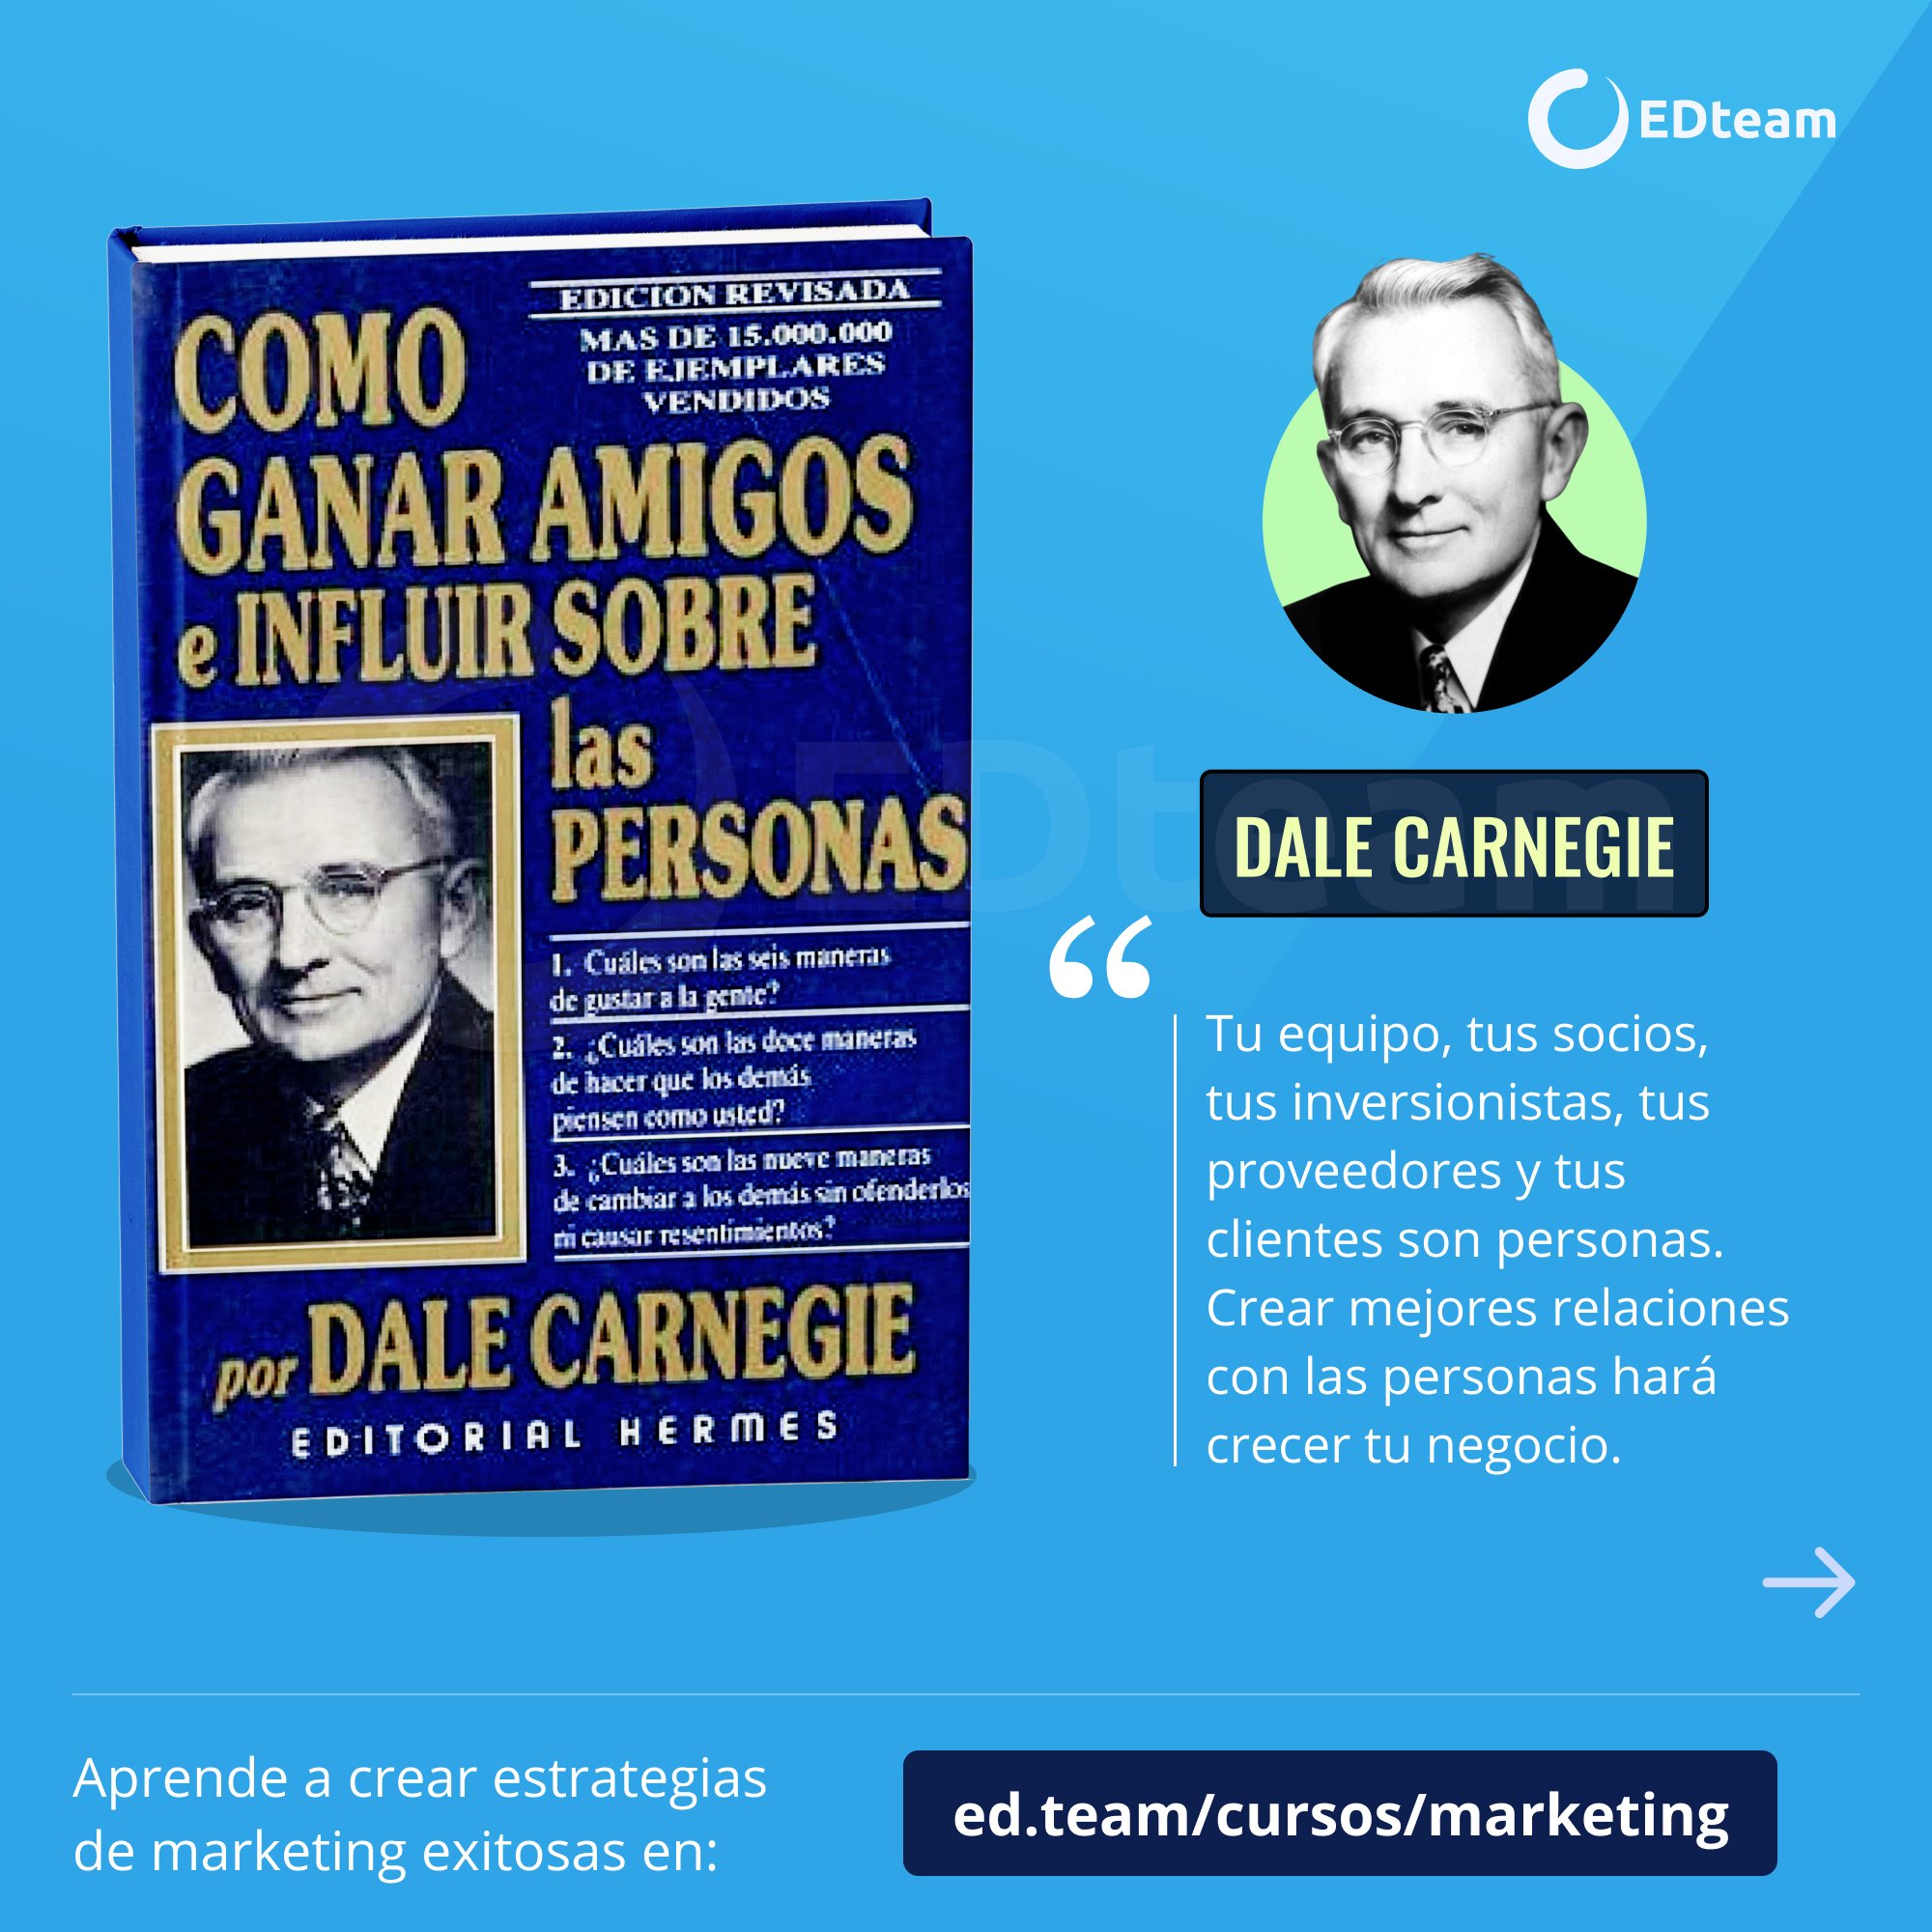 EDteam
EDICION REVISADA
MAS DE 15.000.000
DE EJEMPLARES
VENDIDOS
COMO
GANAR AMIGOS
e INFLUIR SOBRE
las
PERSONAS
1. Cuáles son las seis maneras
de gustar a la gente?
2. ¿Cuáles son las doce maneras
de hacer que los demás
piensen como usted?
3. ¿Cuáles son las nueve maneras
de cambiar a los demás sin ofenderlos
ni causar resentimientos?
por DALE CARNEGIE
EDITORIAL HERMES
EDteam
DALE CARNEGIE
“
Tu equipo, tus socios,
tus inversionistas, tus
proveedores y tus
clientes son personas.
Crear mejores relaciones
con las personas hará
crecer tu negocio.
Aprende a crear estrategias
de marketing exitosas en:
ed.team/cursos/marketing